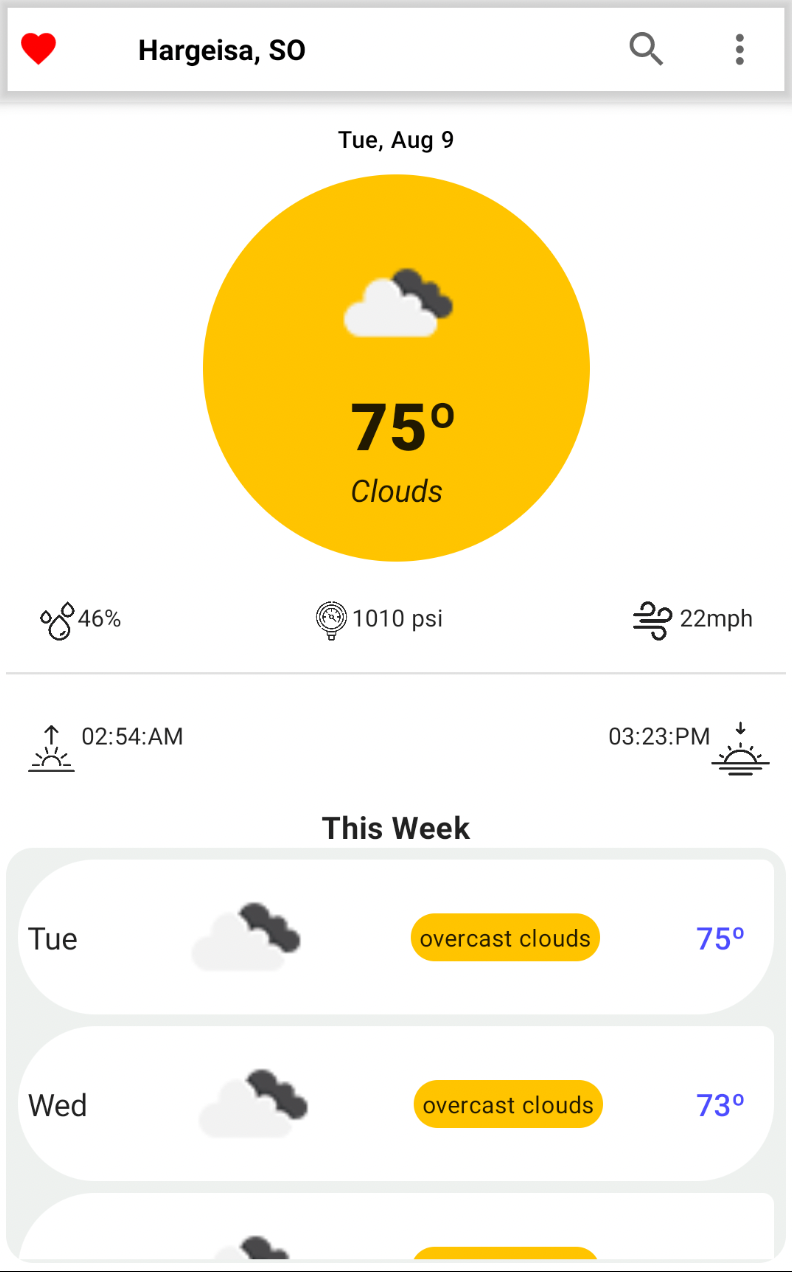 Hargeisa, SO
Tue, Aug 9
75º
Clouds
46% 1010 psi 22mph
02:54:AM 03:23:PM
This Week
Tue overcast clouds 75º
Wed overcast clouds 73º